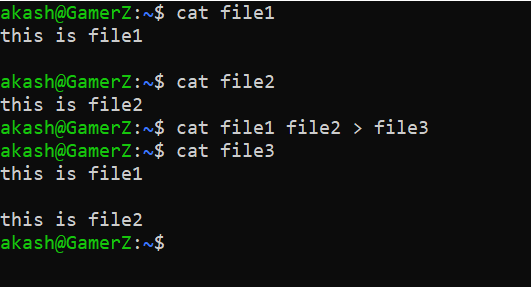 akash@GamerZ:~$ cat file1
this is file1

akash@GamerZ:~$ cat file2
this is file2
akash@GamerZ:~$ cat file1 file2 > file3
akash@GamerZ:~$ cat file3
this is file1

this is file2
akash@GamerZ:~$